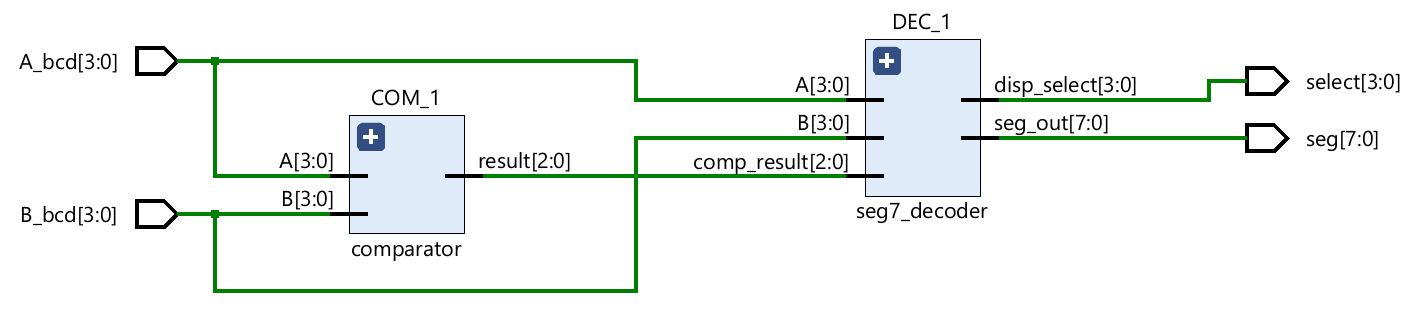 DEC_1
A_bcd[3:0]
A[3:0]
disp_select[3:0]
select[3:0]
COM_1
B[3:0]
seg_out[7:0]
seg[7:0]
A[3:0]
result[2:0]
comp_result[2:0]
B[3:0]
B_bcd[3:0]
seg7_decoder
comparator